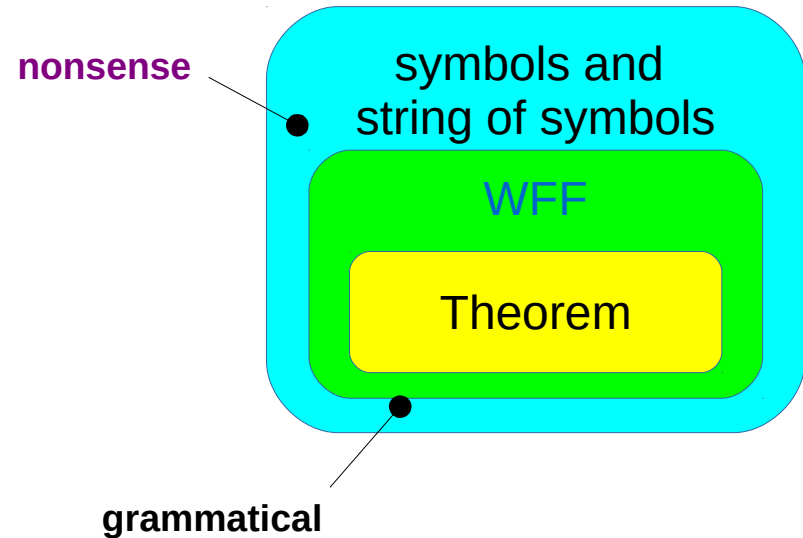 nonsense
symbols and
string of symbols
WFF
Theorem
grammatical